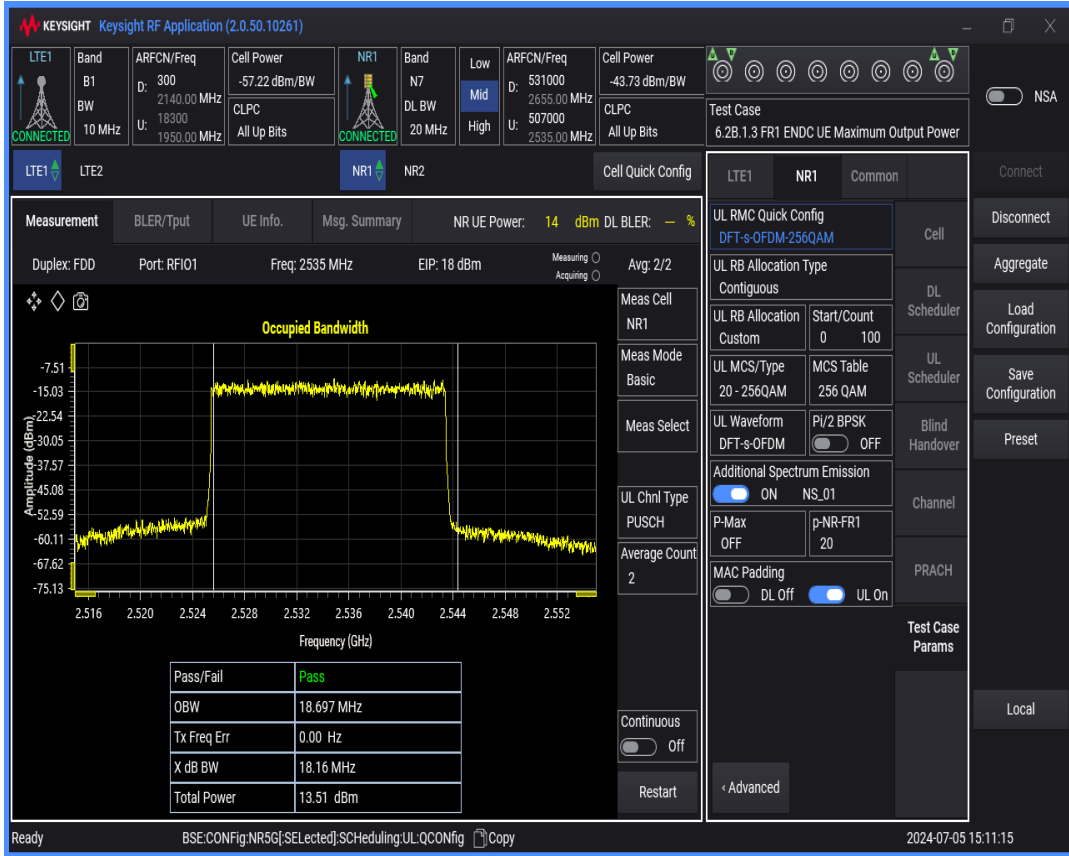 KEYSIGHT Keysight RF Application (2.0.50.10261)
LTE1
CONNECTED
Band
B1
BW
10 MHz
ARFCN/Freq
D: 300
2140.00 MHz
U: 18300
1950.00 MHz
Cell Power
-57.22 dBm/BW
CLPC
All Up Bits
NR1
CONNECTED
Band
N7
DL BW
20 MHz
Low
Mid
High
ARFCN/Freq
D: 531000
2655.00 MHz
U: 507000
2535.00 MHz
Cell Power
-43.73 dBm/BW
CLPC
All Up Bits
Test Case
6.2B.1.3 FR1 ENDC UE Maximum Output Power
NSA
LTE1 LTE2
NR1 NR2
Cell Quick Config
Measurement BLER/Tput UE Info. Msg. Summary NR UE Power: 14 dBm DL BLER: --- %
Duplex: FDD Port: RFIO1 Freq: 2535 MHz EIP: 18 dBm Measuring
Acquiring
Avg: 2/2
Occupied Bandwidth
Amplitude (dBm)
-7.51
-15.03
-22.54
-30.05
-37.57
-45.08
-52.59
-60.11
-67.62
-75.13
2.516 2.520 2.524 2.528 2.532 2.536 2.540 2.544 2.548 2.552
Frequency (GHz)
Pass/Fail Pass
OBW 18.697 MHz
Tx Freq Err 0.00 Hz
X dB BW 18.16 MHz
Total Power 13.51 dBm
Meas Cell
NR1
Meas Mode
Basic
Meas Select
UL Chnl Type
PUSCH
Average Count
2
Continuous
Off
Restart
LTE1 NR1 Common
UL RMC Quick Config
DFT-s-OFDM-256QAM
UL RB Allocation Type
Contiguous
UL RB Allocation
Custom
Start/Count
0 100
UL MCS/Type
20 - 256QAM
MCS Table
256 QAM
UL Waveform
DFT-s-OFDM
Pi/2 BPSK
OFF
Additional Spectrum Emission
ON NS_01
P-Max
OFF
p-NR-FR1
20
MAC Padding
DL Off UL On
‹ Advanced
Cell
DL
Scheduler
UL
Scheduler
Blind
Handover
Channel
PRACH
Test Case
Params
Connect
Disconnect
Aggregate
Load
Configuration
Save
Configuration
Preset
Local
Ready BSE:CONFig:NR5G[:SELected]:SCHeduling:UL:QCONfig Copy 2024-07-05 15:11:15